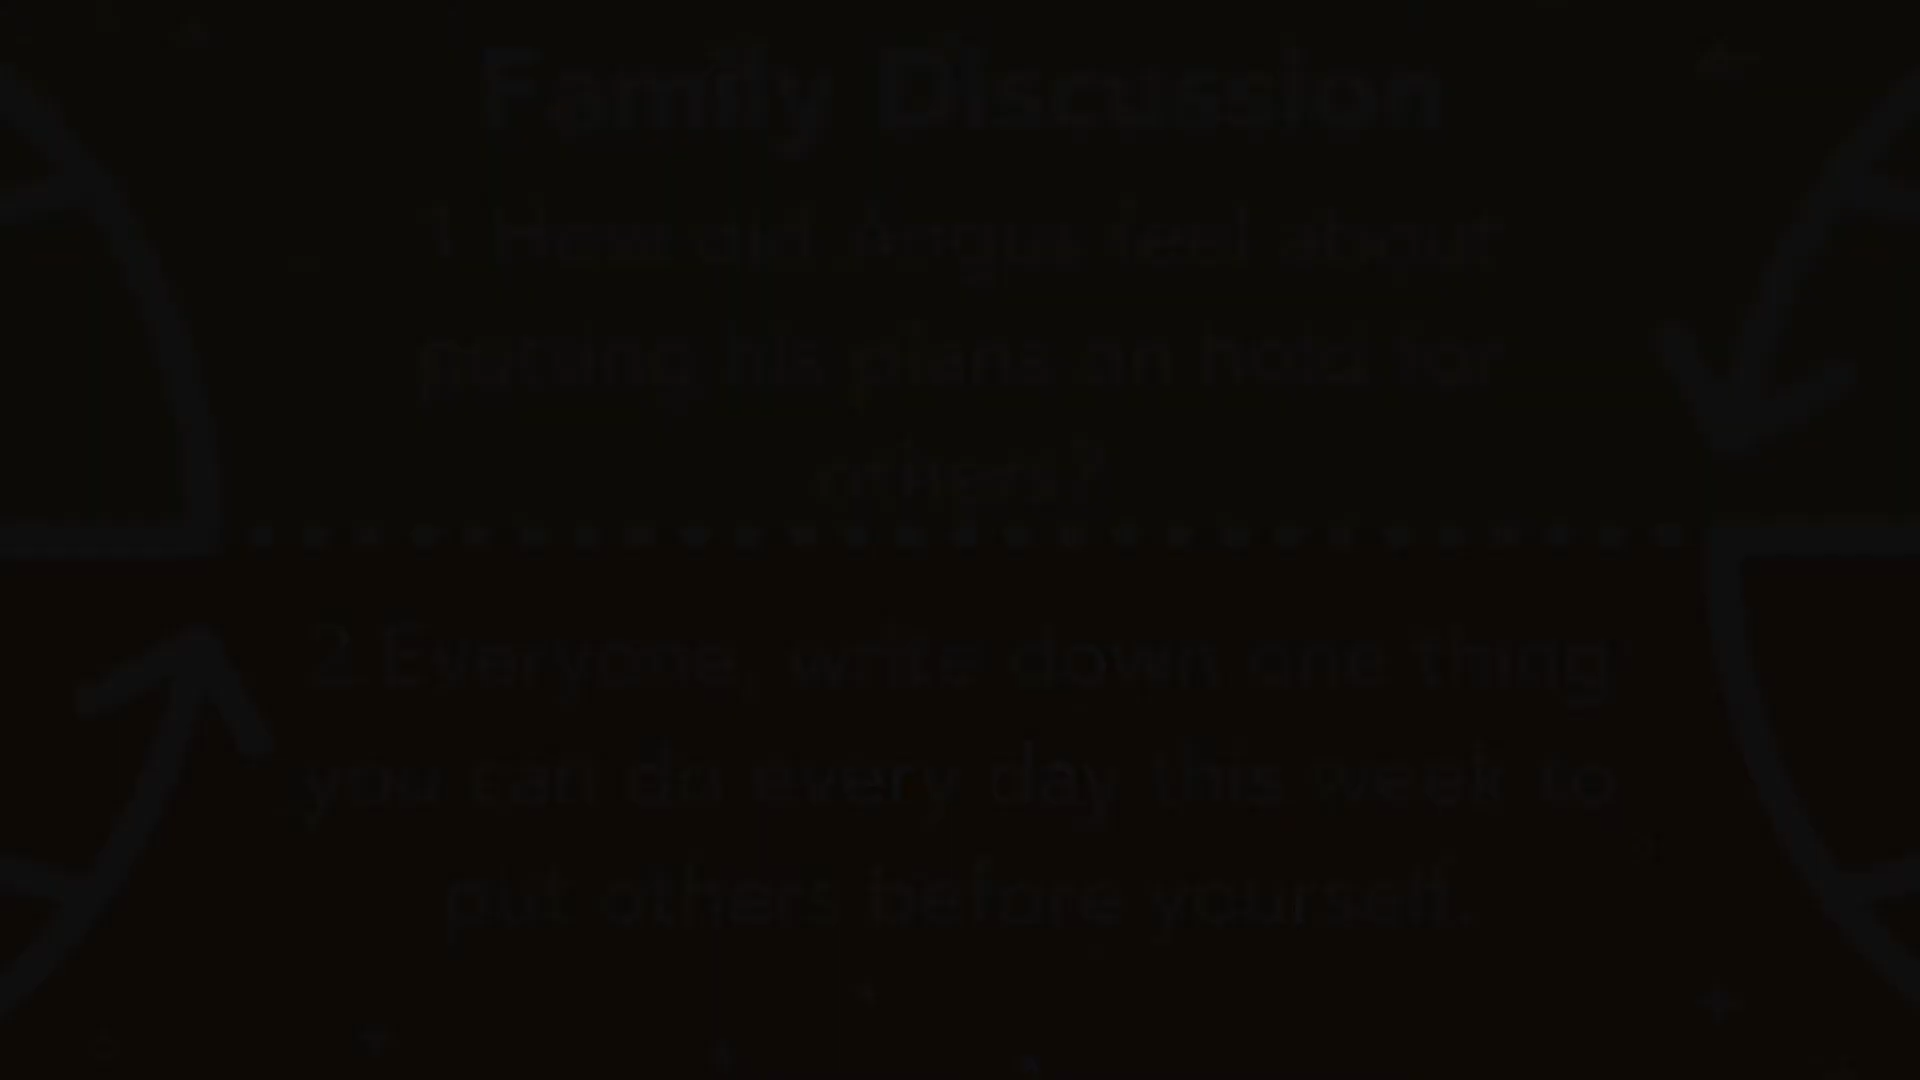 Family Discussion
1. How did Angus feel about
putting his plans on hold for
others?
2. Everyone, write down one thing
you can do every day this week to
put others before yourself.